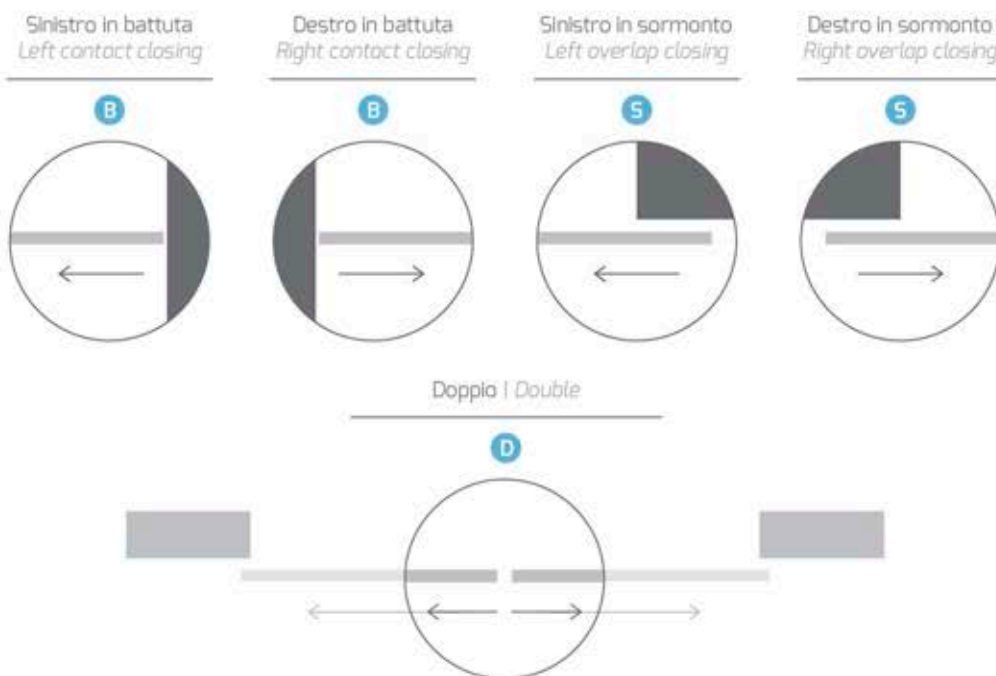 Sinistro in battuta
Left contact closing
B
Destro in battuta
Right contact closing
B
Sinistro in sormonto
Left overlap closing
S
Destro in sormonto
Right overlap closing
S
Doppia | Double
D